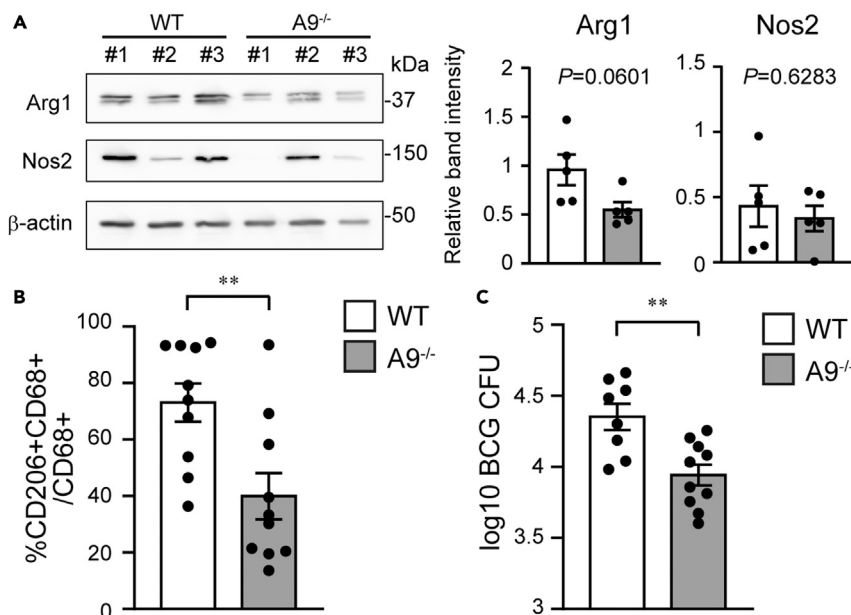 A
WT
A9-/-
#1 #2 #3 #1 #2 #3
kDa
Arg1
-37
Nos2
-150
β-actin
-50
Arg1
Relative band intensity
2
1.5
1
0.5
0
P=0.0601
Nos2
1.5
1
0.5
0
P=0.6283
B
%CD206+CD68+
/CD68+
100
80
60
40
20
0
**
WT
A9-/-
C
log10 BCG CFU
5
4.5
4
3.5
3
**
WT
A9-/-